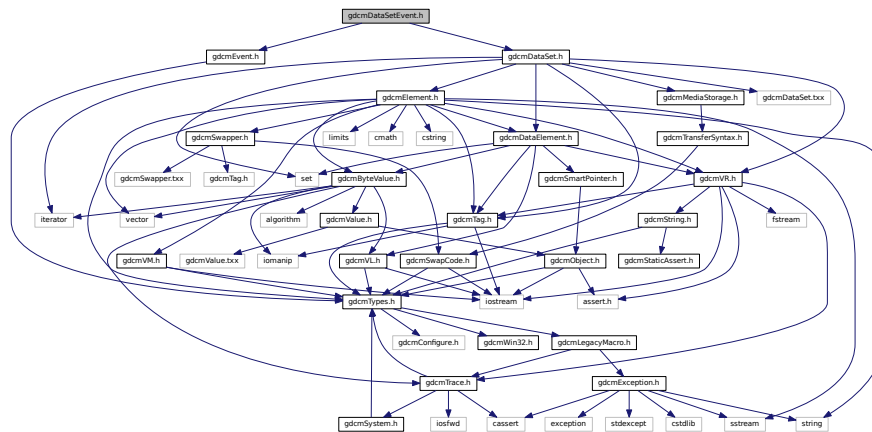 gdcmDataSetEvent.h
gdcmEvent.h
gdcmDataSet.h
gdcmElement.h
gdcmMediaStorage.h
gdcmDataSet.txx
gdcmSwapper.h
limits
cmath
cstring
gdcmDataElement.h
gdcmTransferSyntax.h
gdcmSwapper.txx
gdcmTag.h
set
gdcmByteValue.h
gdcmSmartPointer.h
gdcmVR.h
iterator
vector
algorithm
gdcmValue.h
gdcmTag.h
gdcmString.h
fstream
gdcmVM.h
gdcmValue.txx
iomanip
gdcmVL.h
gdcmSwapCode.h
gdcmObject.h
gdcmStaticAssert.h
gdcmTypes.h
iostream
assert.h
gdcmConfigure.h
gdcmWin32.h
gdcmLegacyMacro.h
gdcmTrace.h
gdcmException.h
gdcmSystem.h
iosfwd
cassert
exception
stdexcept
cstdlib
sstream
string